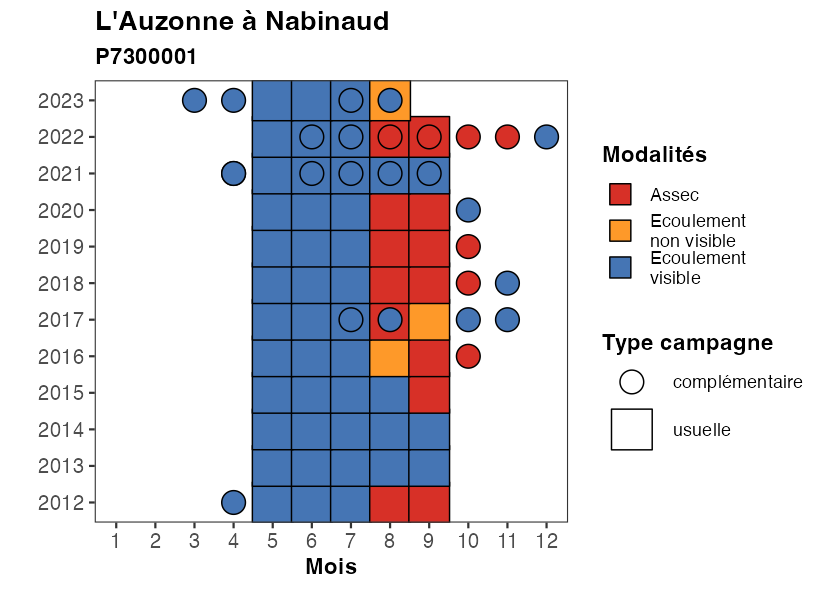 L'Auzonne à Nabinaud
P7300001
2023
2022
2021
2020
2019
2018
2017
2016
2015
2014
2013
2012
1 2 3 4 5 6 7 8 9 10 11 12
Mois
Modalités
Assec
Ecoulement
non visible
Ecoulement
visible
Type campagne
complémentaire
usuelle